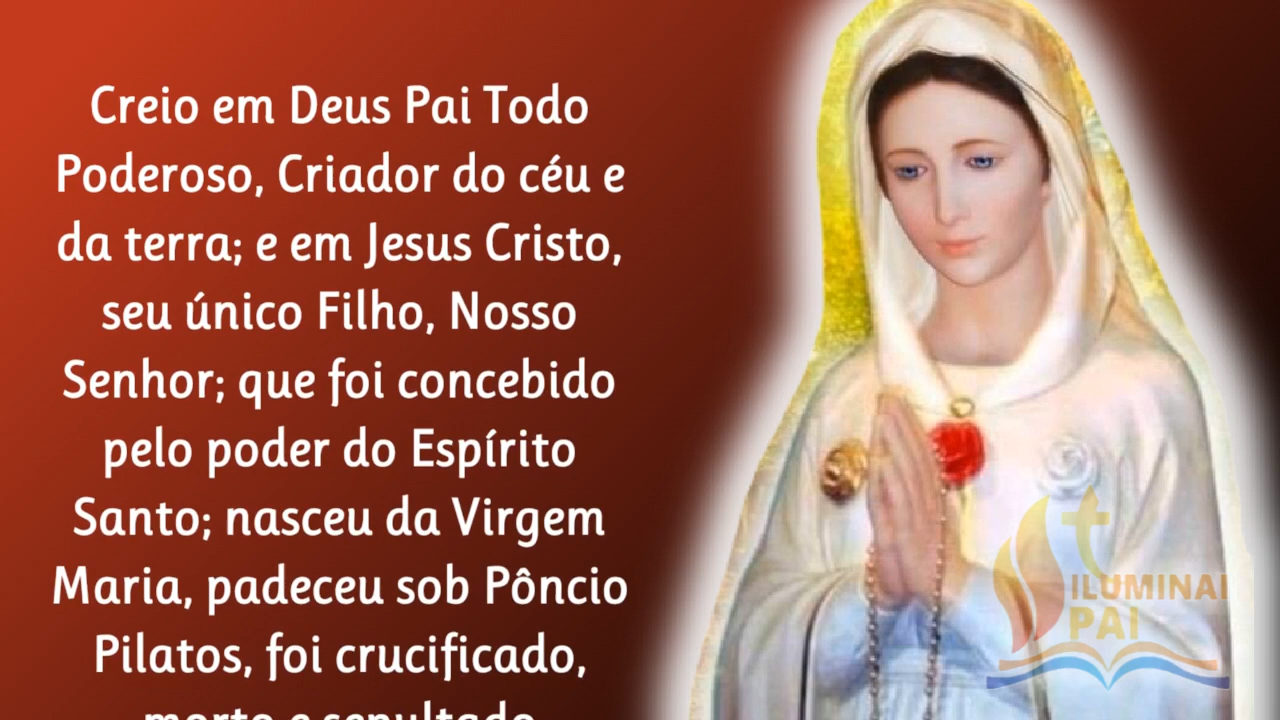 Creio em Deus Pai Todo
Poderoso, Criador do céu e
da terra; e em Jesus Cristo,
seu único Filho, Nosso
Senhor; que foi concebido
pelo poder do Espírito
Santo; nasceu da Virgem
Maria, padeceu sob Pôncio
Pilatos, foi crucificado,
morto e sepultado
ILUMINAI
PAI